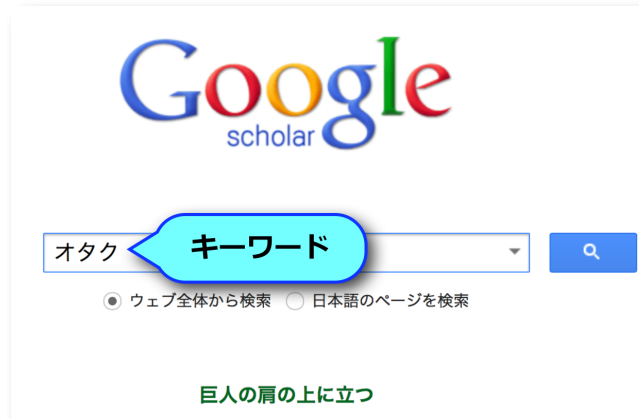 Google
scholar
オタク
キーワード
ウェブ全体から検索 日本語のページを検索
巨人の肩の上に立つ